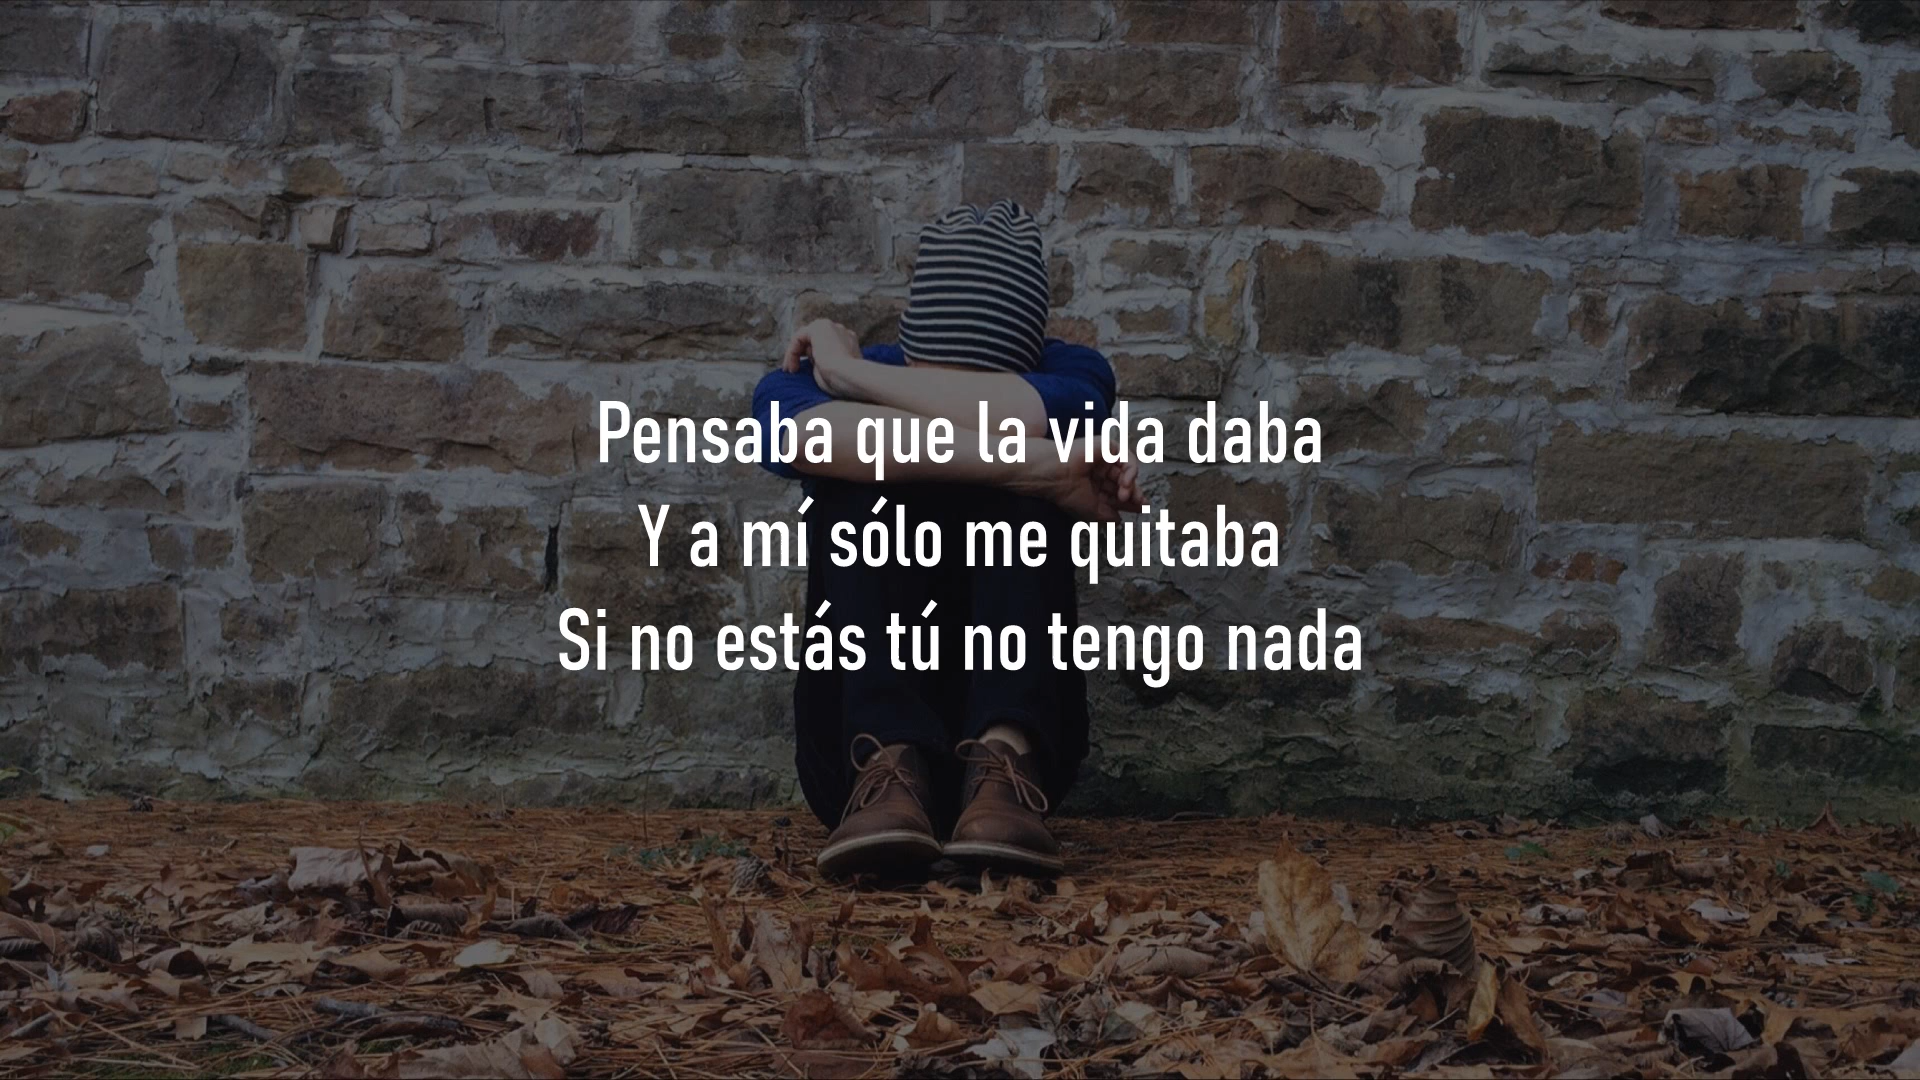 Pensaba que la vida daba
Y a mí sólo me quitaba
Si no estás tú no tengo nada